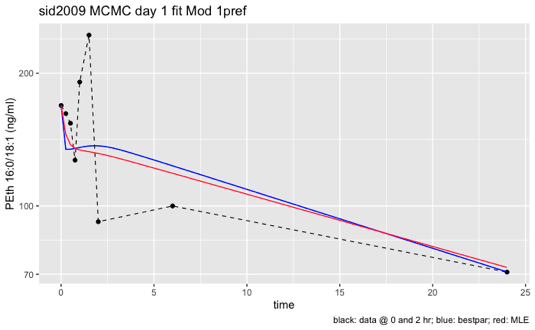 sid2009 MCMC day 1 fit Mod 1pref
PEth 16:0/18:1 (ng/ml)
200
100
70
0
5
10
15
20
25
time
black: data @ 0 and 2 hr; blue: bestpar; red: MLE